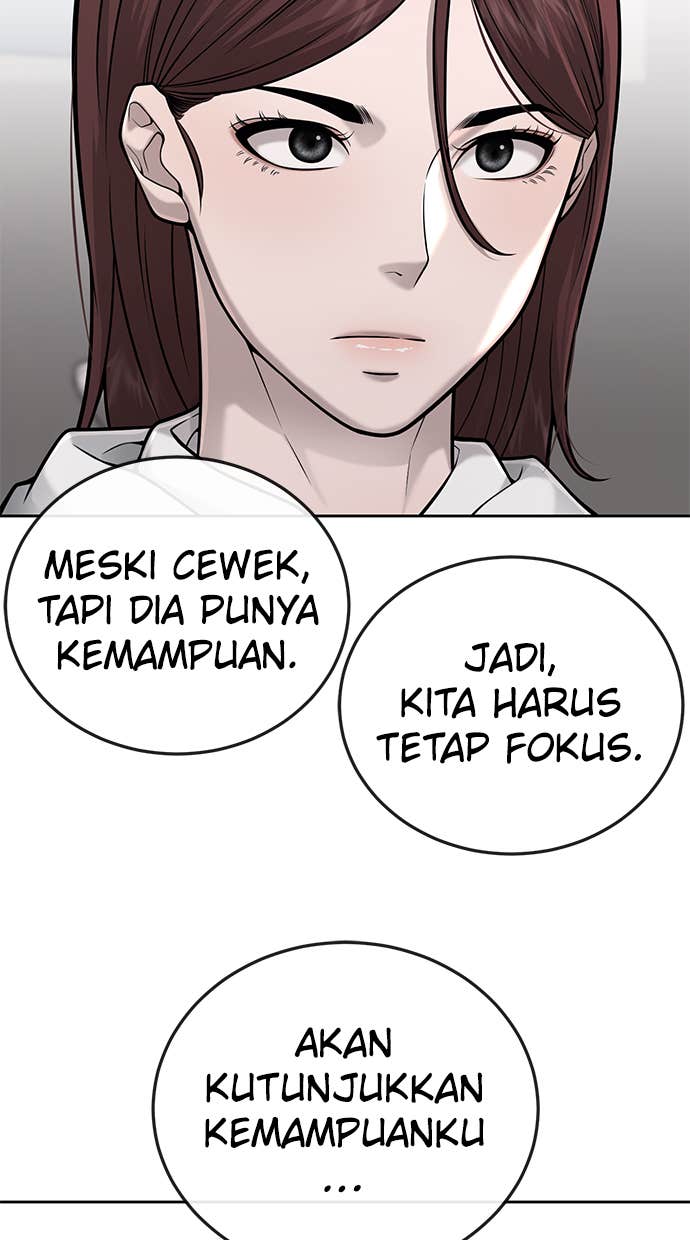 MESKI CEWEK,
TAPI DIA PUNYA
KEMAMPUAN.
JADI,
KITA HARUS
TETAP FOKUS.
AKAN
KUTUNJUKKAN
KEMAMPUANKU
...